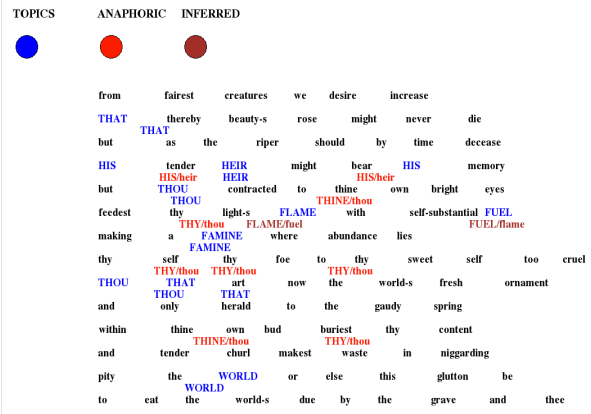 TOPICS ANAPHORIC INFERRED
from fairest creatures we desire increase
THAT thereby beauty-s rose might never die
THAT
but as the riper should by time decease
HIS tender HEIR might bear HIS memory
HIS/heir HEIR HIS/heir
but THOU contracted to thine own bright eyes
THOU THINE/thou
feedest thy light-s FLAME with self-substantial FUEL
THY/thou FLAME/fuel FUEL/flame
making a FAMINE where abundance lies
FAMINE
thy self thy foe to thy sweet self too cruel
THY/thou THY/thou THY/thou
THOU THAT art now the world-s fresh ornament
THOU THAT
and only herald to the gaudy spring
within thine own bud buriest thy content
THINE/thou THY/thou
and tender churl makest waste in niggarding
pity the WORLD or else this glutton be
WORLD
to eat the world-s due by the grave and thee